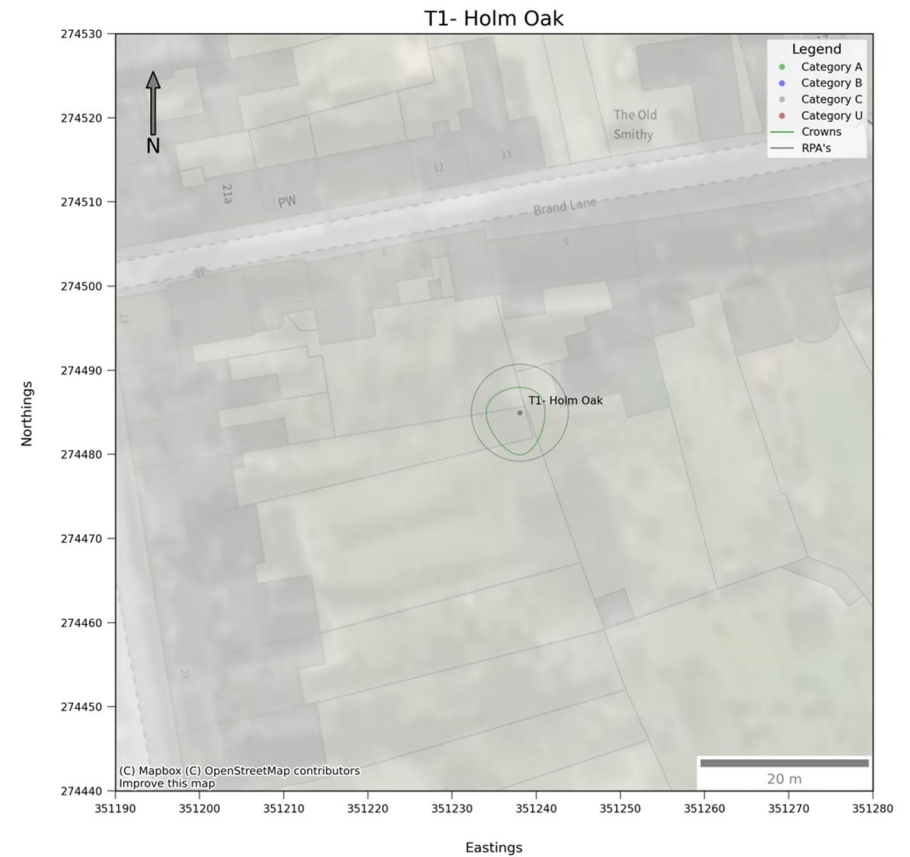 T1- Holm Oak
274530
274520
274510
274500
274490
274480
274470
274460
274450
274440
N
Legend
Category A
Category B
Category C
Category U
Crowns
RPA's
The Old
Smithy
13
12
21a
PW
Brand Lane
5
10
23
T1- Holm Oak
Northings
(C) Mapbox (C) OpenStreetMap contributors
Improve this map
20 m
351190
351200
351210
351220
351230
351240
351250
351260
351270
351280
Eastings